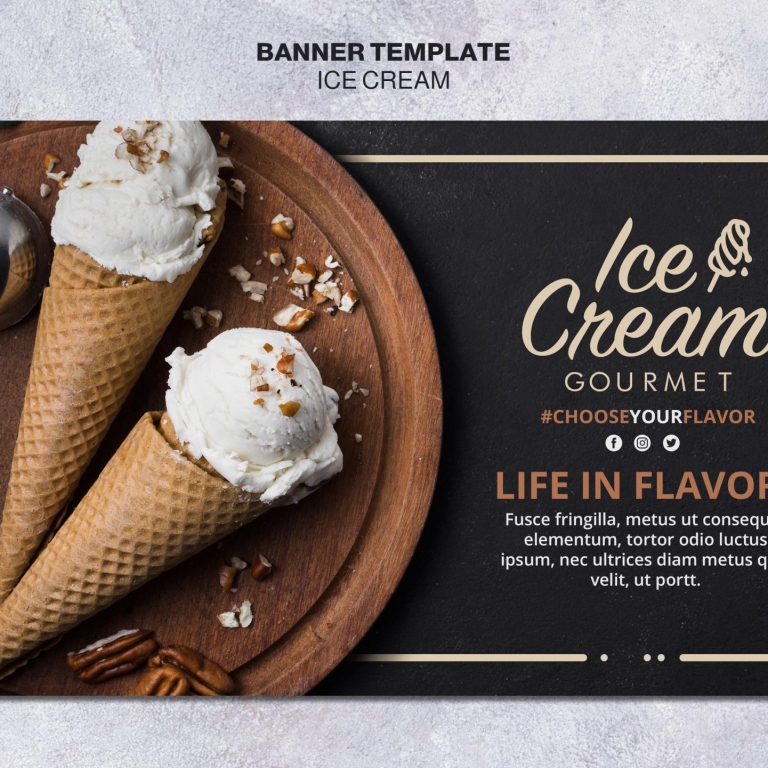 BANNER TEMPLATE
ICE CREAM
Ice
Cream
GOURMET
#CHOOSEYOURFLAVOR
LIFE IN FLAVOR
Fusce fringilla, metus ut consequ
elementum, tortor odio luctus
ipsum, nec ultrices diam metus q
velit, ut portt.